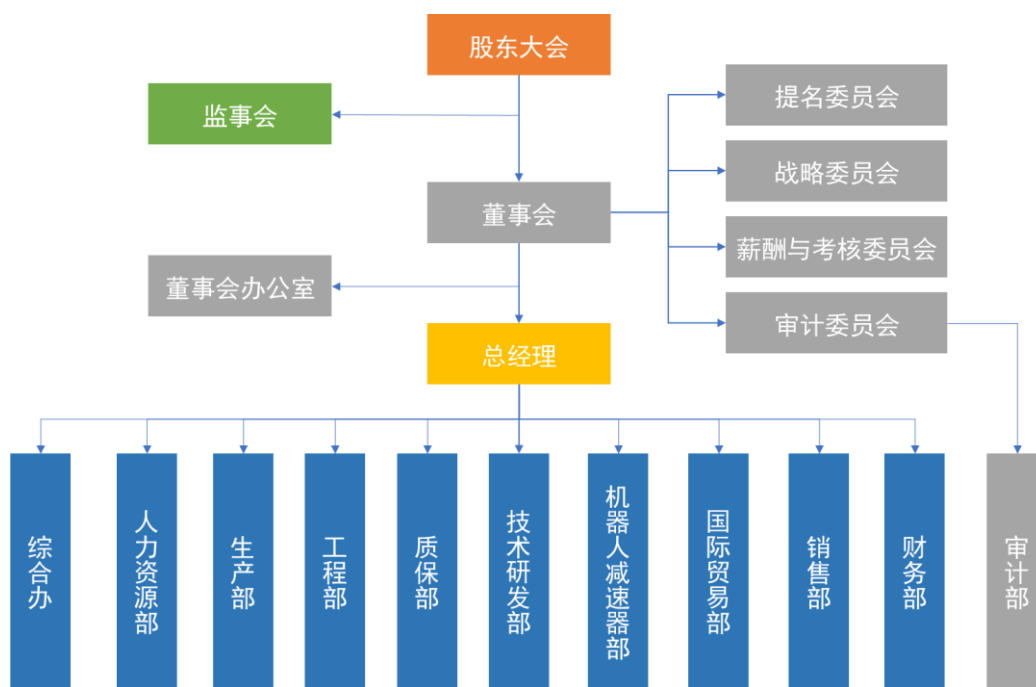 股东大会
监事会
提名委员会
战略委员会
董事会
薪酬与考核委员会
董事会办公室
审计委员会
总经理
综合办
人力资源部
生产部
工程部
质保部
技术研发部
机器人减速器部
国际贸易部
销售部
财务部
审计部